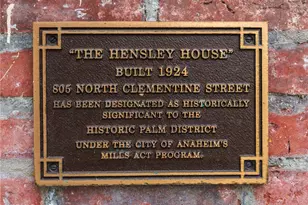 "THE HENSLEY HOUSE"
BUILT 1924
805 NORTH CLEMENTINE STREET
HAS BEEN DESIGNATED AS HISTORICALLY
SIGNIFICANT TO THE
HISTORIC PALM DISTRICT
UNDER THE CITY OF ANAHEIM'S
MILLS ACT PROGRAM.